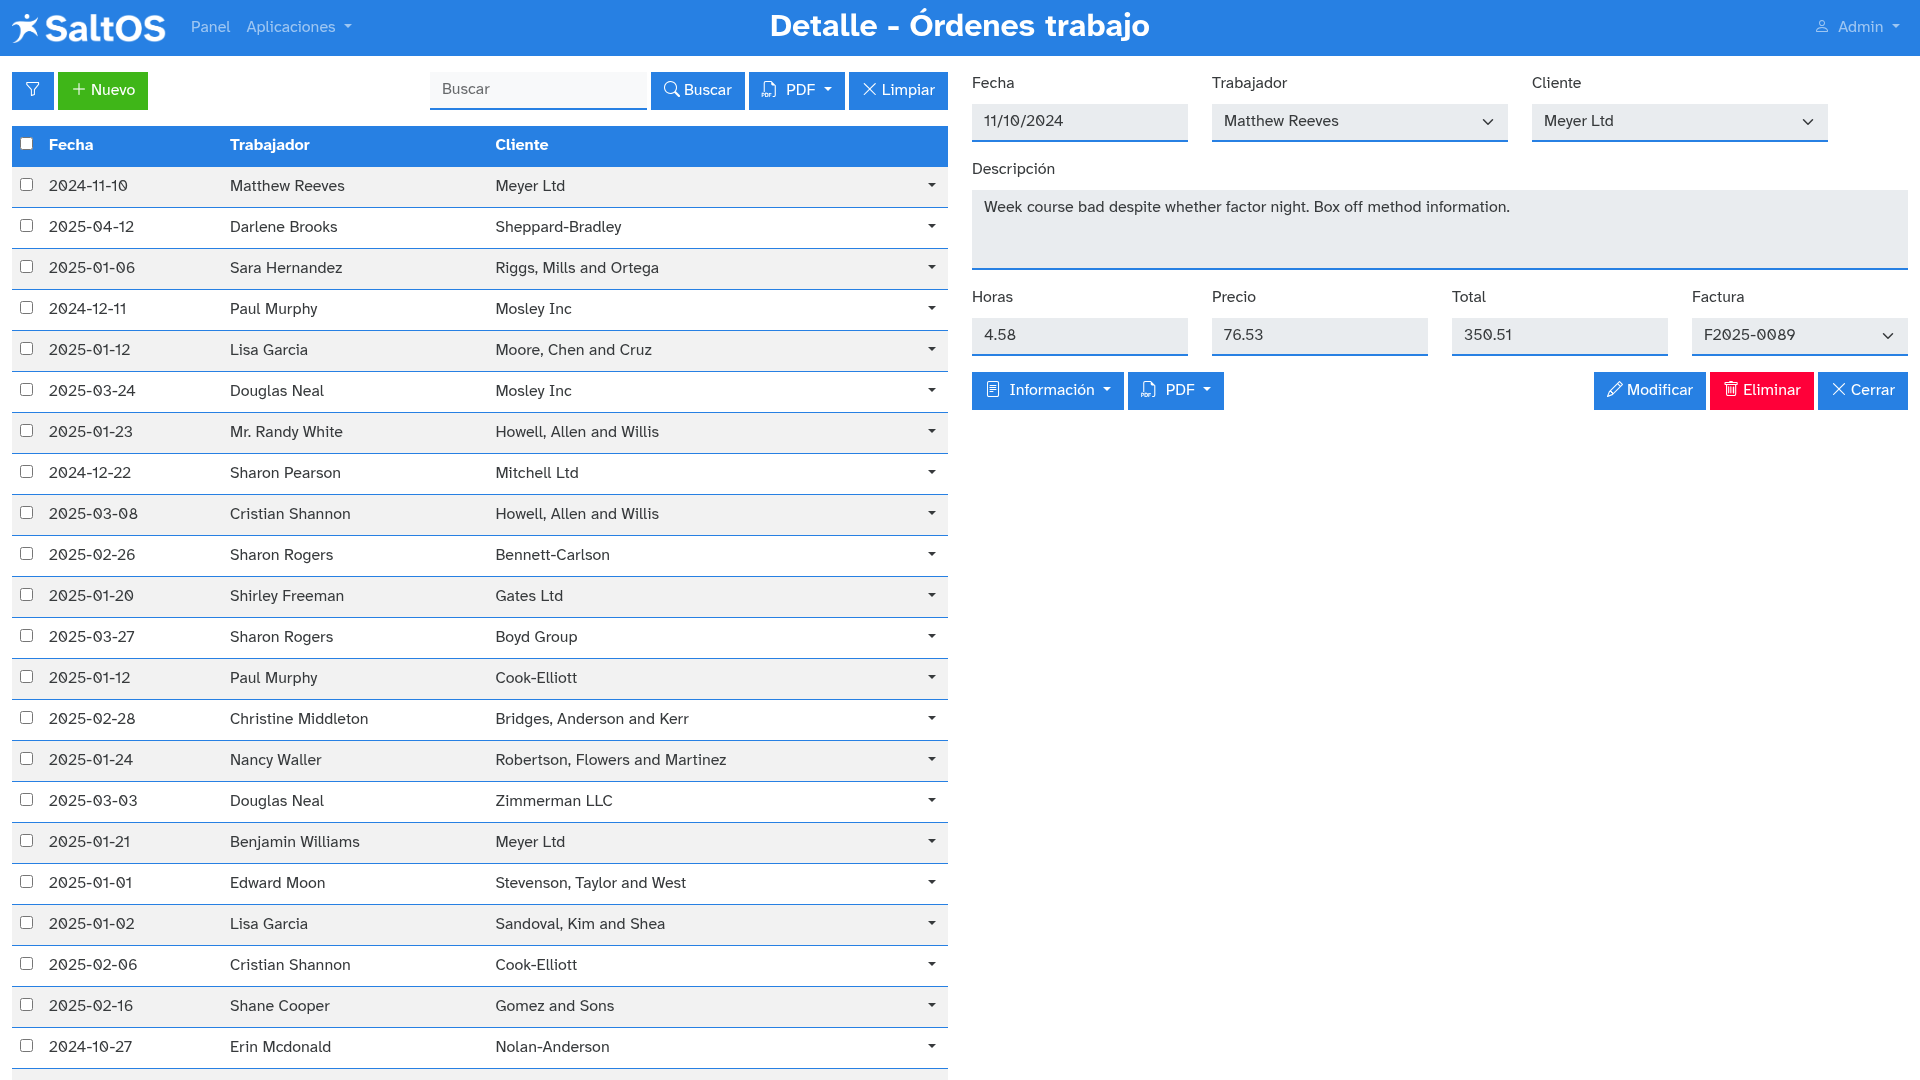 SaltOS Panel Aplicaciones Detalle - Órdenes trabajo Admin
Nuevo Buscar Buscar PDF Limpiar
Fecha Trabajador Cliente
2024-11-10 Matthew Reeves Meyer Ltd
2025-04-12 Darlene Brooks Sheppard-Bradley
2025-01-06 Sara Hernandez Riggs, Mills and Ortega
2024-12-11 Paul Murphy Mosley Inc
2025-01-12 Lisa Garcia Moore, Chen and Cruz
2025-03-24 Douglas Neal Mosley Inc
2025-01-23 Mr. Randy White Howell, Allen and Willis
2024-12-22 Sharon Pearson Mitchell Ltd
2025-03-08 Cristian Shannon Howell, Allen and Willis
2025-02-26 Sharon Rogers Bennett-Carlson
2025-01-20 Shirley Freeman Gates Ltd
2025-03-27 Sharon Rogers Boyd Group
2025-01-12 Paul Murphy Cook-Elliott
2025-02-28 Christine Middleton Bridges, Anderson and Kerr
2025-01-24 Nancy Waller Robertson, Flowers and Martinez
2025-03-03 Douglas Neal Zimmerman LLC
2025-01-21 Benjamin Williams Meyer Ltd
2025-01-01 Edward Moon Stevenson, Taylor and West
2025-01-02 Lisa Garcia Sandoval, Kim and Shea
2025-02-06 Cristian Shannon Cook-Elliott
2025-02-16 Shane Cooper Gomez and Sons
2024-10-27 Erin Mcdonald Nolan-Anderson
Fecha Trabajador Cliente
11/10/2024 Matthew Reeves Meyer Ltd
Descripción
Week course bad despite whether factor night. Box off method information.
Horas Precio Total Factura
4.58 76.53 350.51 F2025-0089
Información PDF Modificar Eliminar Cerrar